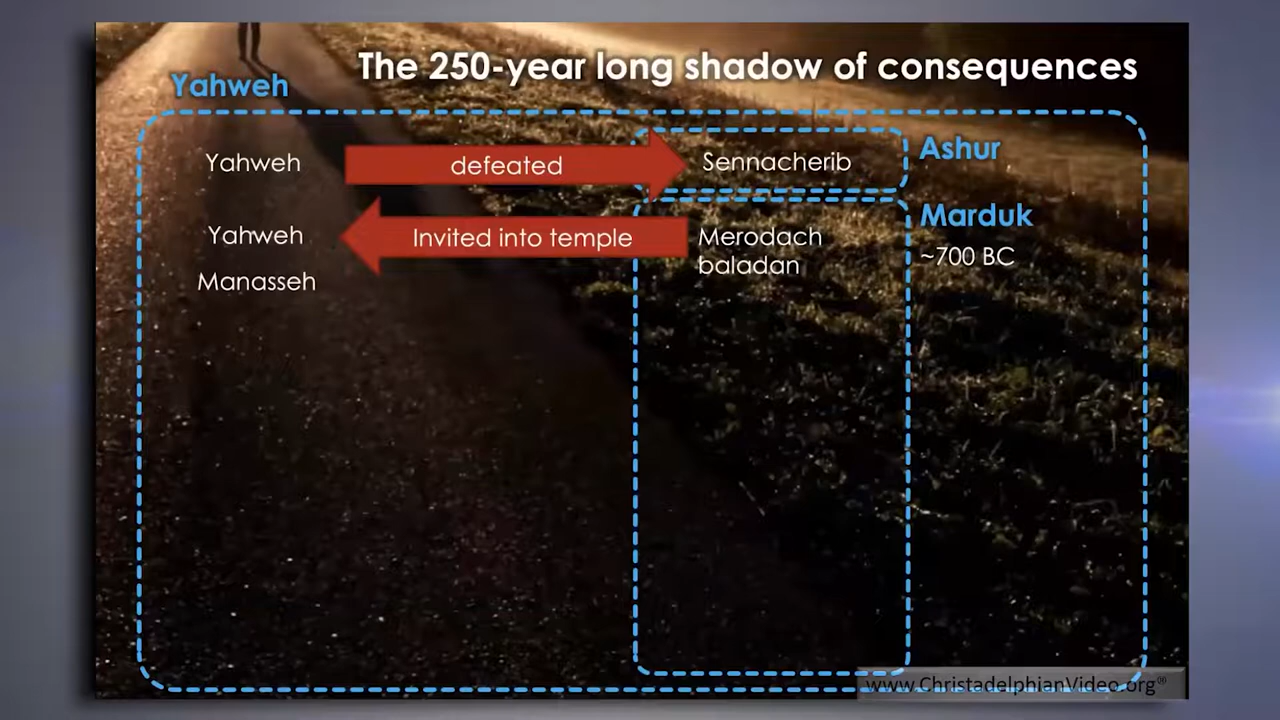 The 250-year long shadow of consequences
Yahweh
Yahweh
defeated
Sennacherib
Ashur
Yahweh
Invited into temple
Merodach
baladan
Marduk
~700 BC
Manasseh
www.ChristadelphianVideo.org®